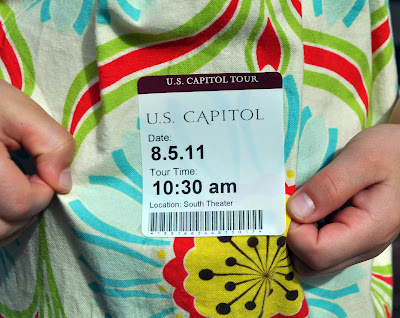 U.S. CAPITOL TOUR
U.S. CAPITOL
Date:
8.5.11
Tour Time:
10:30 am
Location: South Theater